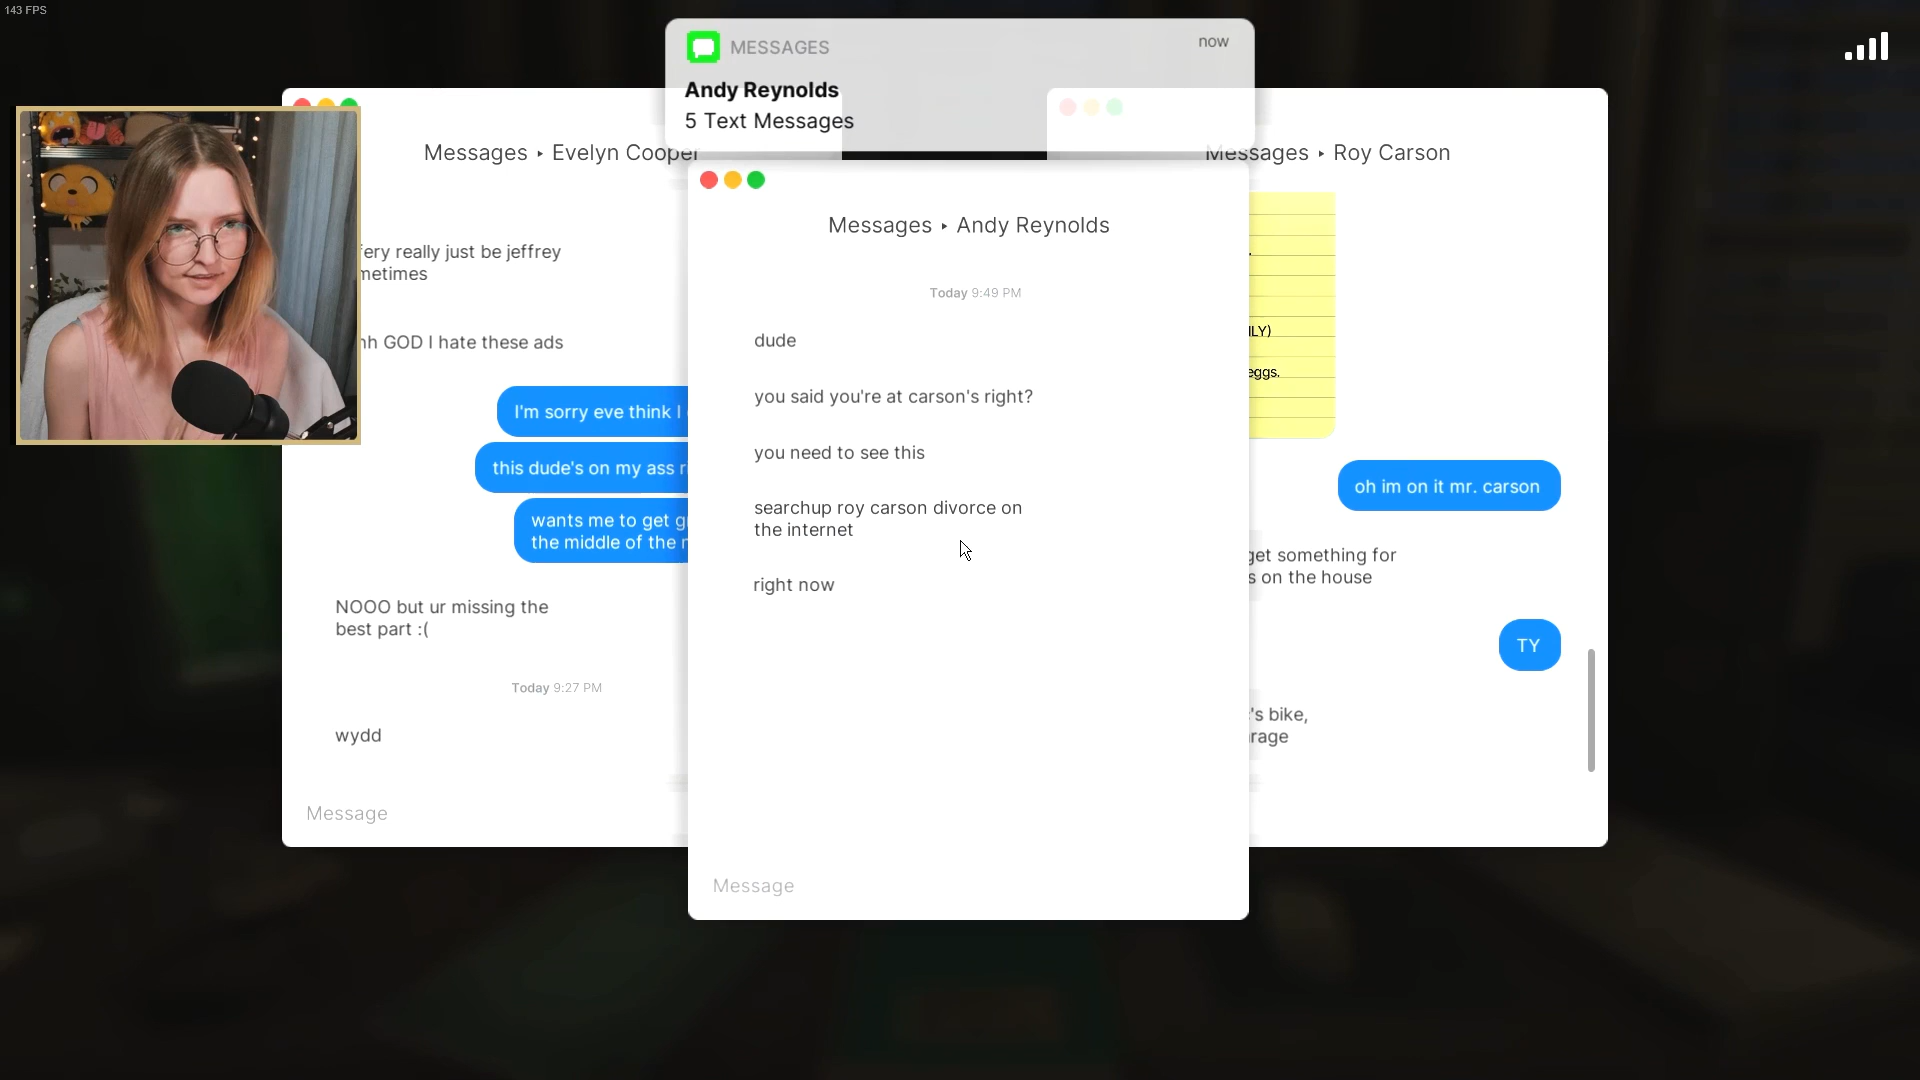 143 FPS
MESSAGES
now
Andy Reynolds
5 Text Messages
Messages ‣ Evelyn Cooper
really just be jeffrey
GOD I hate these ads
I'm sorry eve think I
this dude's on my ass
wants me to get
the middle of the
NOOO but ur missing the
best part :(
Today 9:27 PM
wydd
Message
Messages ‣ Andy Reynolds
Today 9:49 PM
dude
you said you're at carson's right?
you need to see this
searchup roy carson divorce on
the internet
right now
Message
Messages ‣ Roy Carson
eggs.
oh im on it mr. carson
get something for
on the house
TY
bike,